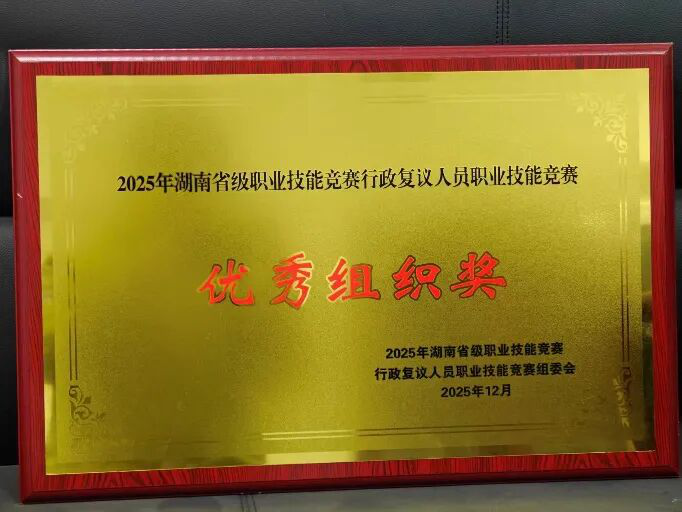 2025年湖南省级职业技能竞赛行政复议人员职业技能竞赛
优秀组织奖
2025年湖南省级职业技能竞赛
行政复议人员职业技能竞赛组委会
2025年12月